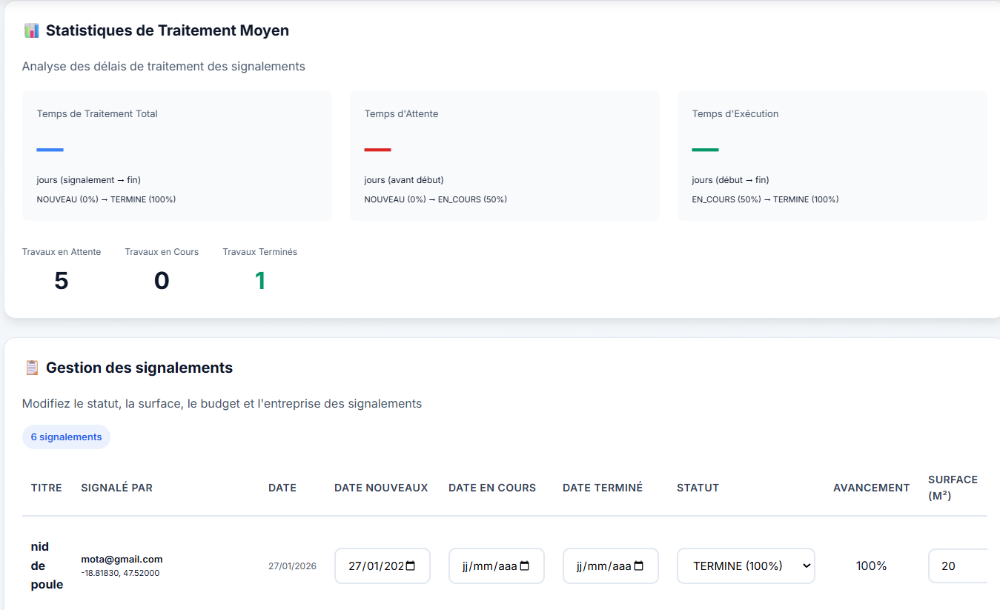 Statistiques de Traitement Moyen
Analyse des délais de traitement des signalements
Temps de Traitement Total
—
jours (signalement → fin)
NOUVEAU (0%) → TERMINE (100%)
Temps d'Attente
—
jours (avant début)
NOUVEAU (0%) → EN_COURS (50%)
Temps d'Exécution
—
jours (début → fin)
EN_COURS (50%) → TERMINE (100%)
Travaux en Attente
5
Travaux en Cours
0
Travaux Terminés
1
Gestion des signalements
Modifiez le statut, la surface, le budget et l'entreprise des signalements
6 signalements
TITRE SIGNALÉ PAR DATE DATE NOUVEAUX DATE EN COURS DATE TERMINÉ STATUT AVANCEMENT SURFACE (M²)
nid
de
poule
mota@gmail.com
-18.81830, 47.52000
27/01/2026
27/01/202
jj/mm/aaa
jj/mm/aaa
TERMINE (100%)
100%
20